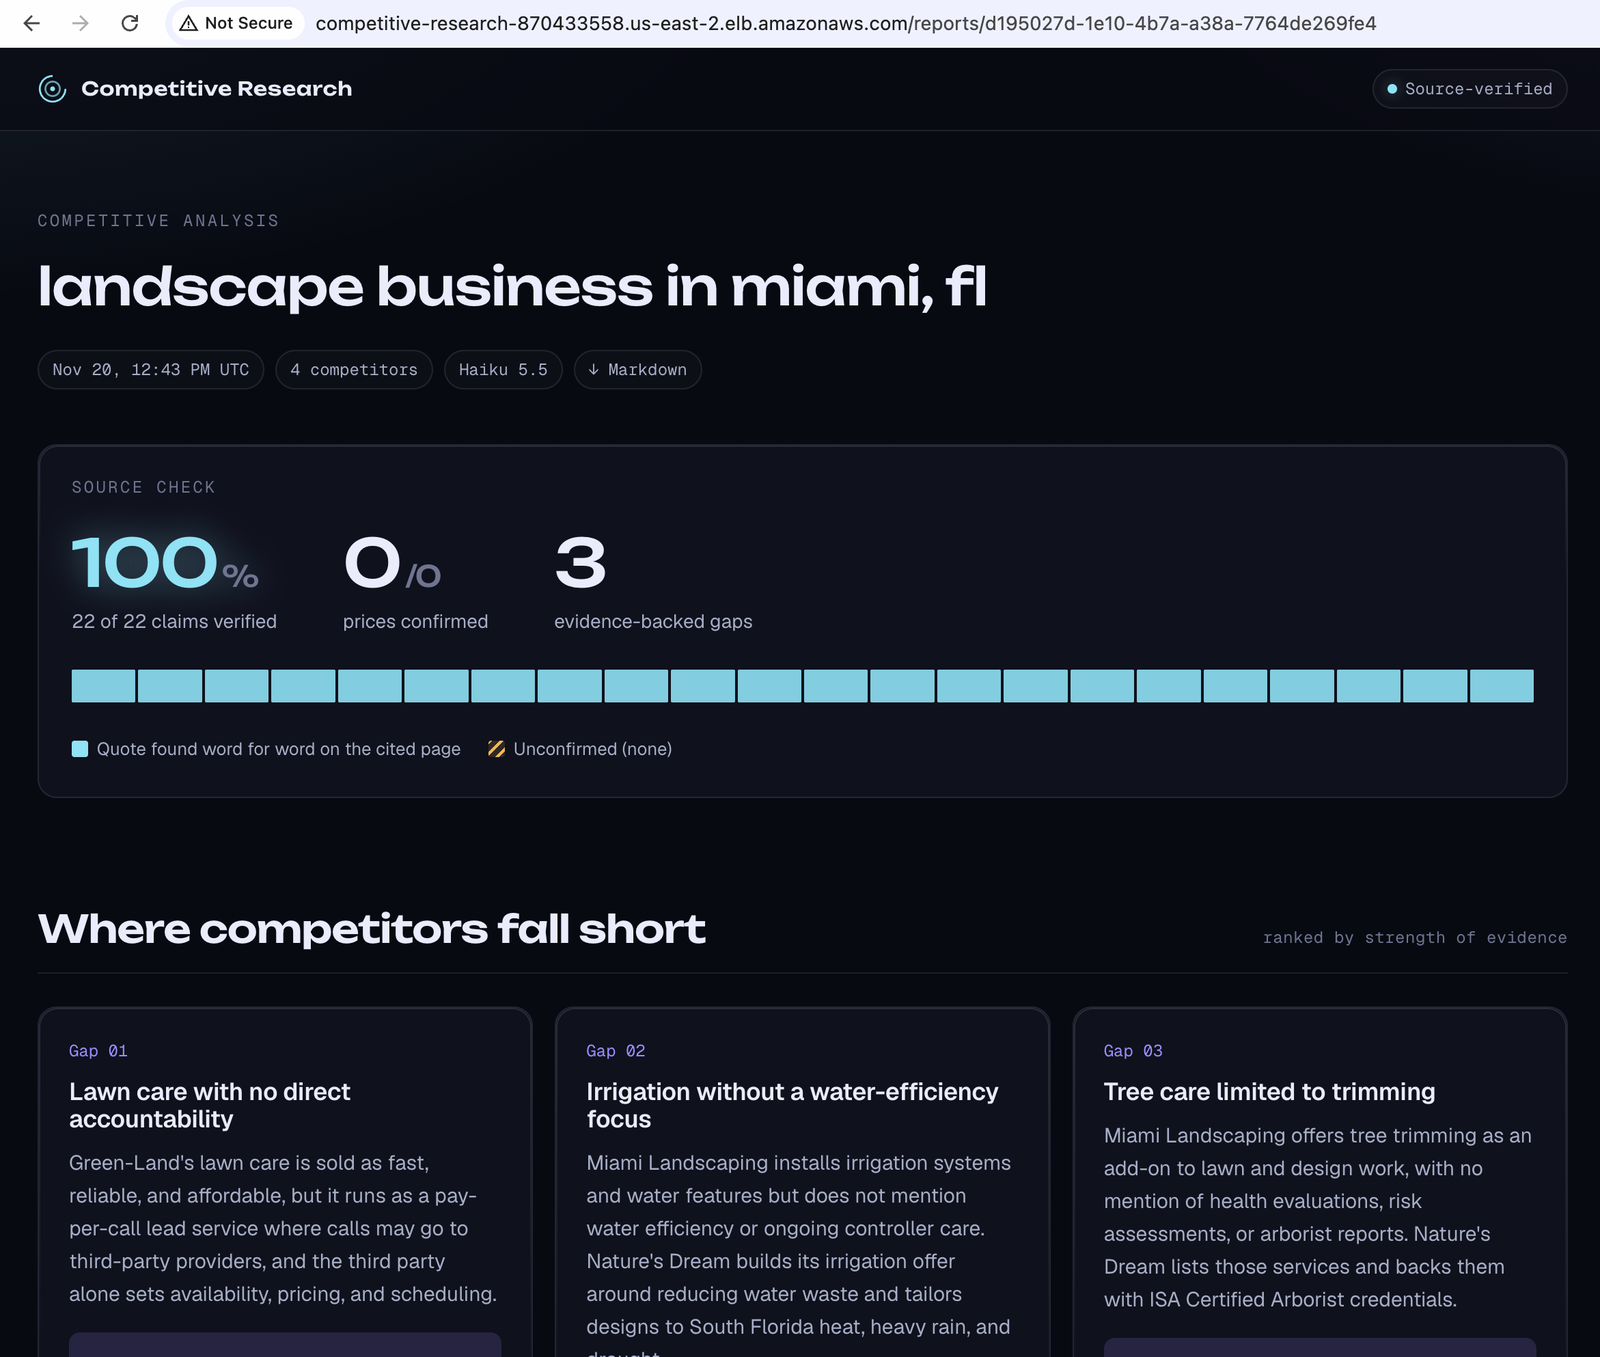 Not Secure
competitive-research-870433558.us-east-2.elb.amazonaws.com/reports/d195027d-1e10-4b7a-a38a-7764de269fe4
Competitive Research
Source-verified
COMPETITIVE ANALYSIS
landscape business in miami, fl
Nov 20, 12:43 PM UTC
4 competitors
Haiku 5.5
↓ Markdown
SOURCE CHECK
100%
22 of 22 claims verified
0/0
prices confirmed
3
evidence-backed gaps
Quote found word for word on the cited page
Unconfirmed (none)
Where competitors fall short
ranked by strength of evidence
Gap 01
Lawn care with no direct
accountability
Green-Land's lawn care is sold as fast,
reliable, and affordable, but it runs as a pay-
per-call lead service where calls may go to
third-party providers, and the third party
alone sets availability, pricing, and scheduling.
Gap 02
Irrigation without a water-efficiency
focus
Miami Landscaping installs irrigation systems
and water features but does not mention
water efficiency or ongoing controller care.
Nature's Dream builds its irrigation offer
around reducing water waste and tailors
designs to South Florida heat, heavy rain, and
drought.
Gap 03
Tree care limited to trimming
Miami Landscaping offers tree trimming as an
add-on to lawn and design work, with no
mention of health evaluations, risk
assessments, or arborist reports. Nature's
Dream lists those services and backs them
with ISA Certified Arborist credentials.